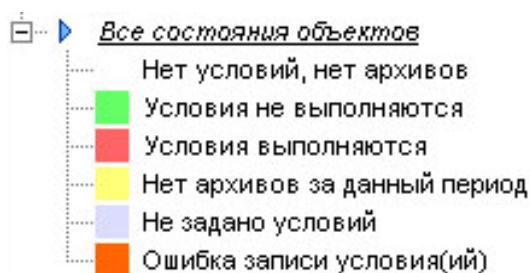 Все состояния объектов
Нет условий, нет архивов
Условия не выполняются
Условия выполняются
Нет архивов за данный период
Не задано условий
Ошибка записи условия(ий)